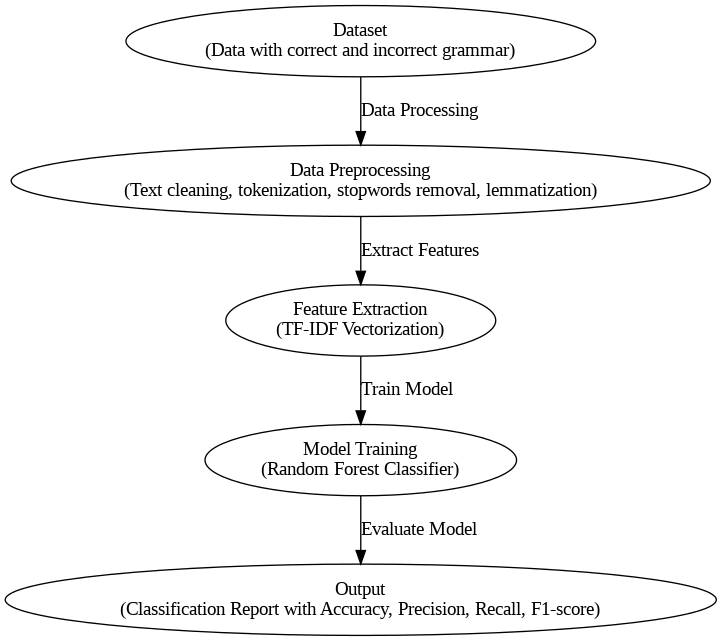 Dataset
(Data with correct and incorrect grammar)
Data Processing
Data Preprocessing
(Text cleaning, tokenization, stopwords removal, lemmatization)
Extract Features
Feature Extraction
(TF-IDF Vectorization)
Train Model
Model Training
(Random Forest Classifier)
Evaluate Model
Output
(Classification Report with Accuracy, Precision, Recall, F1-score)